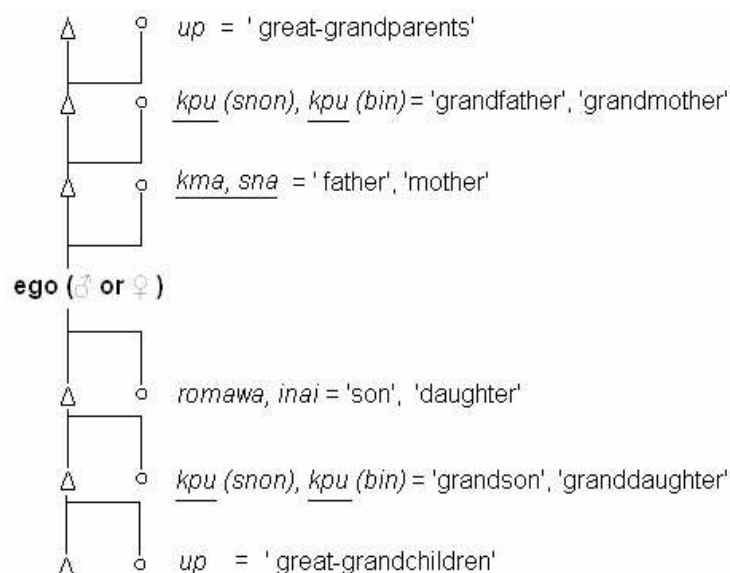 up = ' great-grandparents'
kpu (snon), kpu (bin) = 'grandfather', 'grandmother'
kma, sna = ' father', 'mother'
ego (♂ or ♀ )
romawa, inai = 'son', 'daughter'
kpu (snon), kpu (bin) = 'grandson', 'granddaughter'
up = ' great-grandchildren'